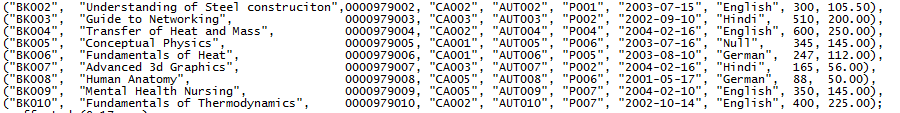 ("BK002", "Understanding of Steel construciton",0000979002, "CA002", "AUT002", "P001", "2003-07-15", "English", 300, 105.50),
("BK003", "Guide to Networking", 0000979003, "CA003", "AUT003", "P002", "2002-09-10", "Hindi", 510, 200.00),
("BK004", "Transfer of Heat and Mass", 0000979004, "CA002", "AUT004", "P004", "2004-02-16", "English", 600, 250.00),
("BK005", "Conceptual Physics", 0000979005, "CA001", "AUT005", "P003", "2003-07-16", "Null", 345, 145.00),
("BK006", "Fundamentals of Heat", 0000979006, "CA001", "AUT006", "P005", "2003-08-10", "German", 247, 112.00),
("BK007", "Advanced 3d Graphics", 0000979007, "CA003", "AUT007", "P002", "2004-02-16", "Hindi", 165, 56.00),
("BK008", "Human Anatomy", 0000979008, "CA005", "AUT008", "P006", "2001-05-17", "German", 88, 50.00),
("BK009", "Mental Health Nursing", 0000979009, "CA005", "AUT009", "P007", "2004-02-10", "English", 350, 145.00),
("BK010", "Fundamentals of Thermodynamics", 0000979010, "CA002", "AUT010", "P007", "2002-10-14", "English", 400, 225.00);